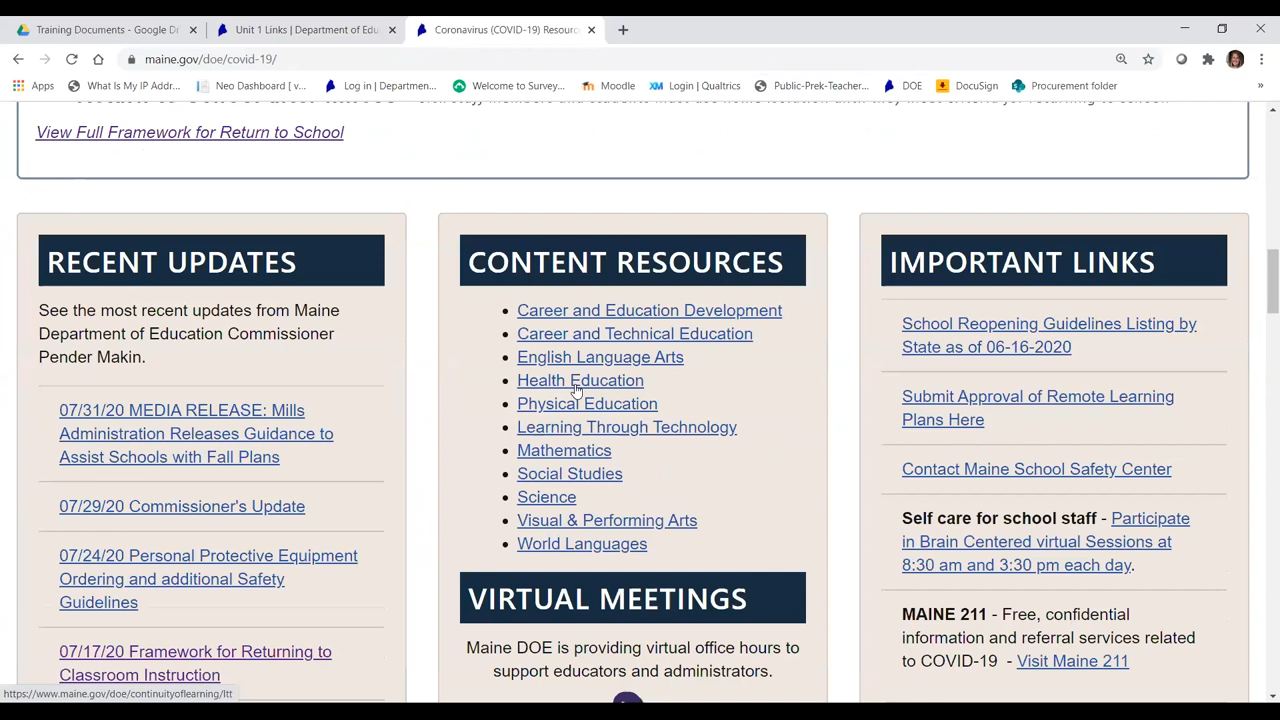 Training Documents - Google D
Unit 1 Links | Department of Edu
Coronavirus (COVID-19) Resourc
maine.gov/doe/covid-19/
Apps
What Is My IP Addr...
Neo Dashboard [ v...
Log in | Departmen...
Welcome to Survey...
Moodle
XM
Login | Qualtrics
Public-Prek-Teacher...
DOE
DocuSign
Procurement folder
»
View Full Framework for Return to School
RECENT UPDATES
See the most recent updates from Maine
Department of Education Commissioner
Pender Makin.
07/31/20 MEDIA RELEASE: Mills
Administration Releases Guidance to
Assist Schools with Fall Plans
07/29/20 Commissioner's Update
07/24/20 Personal Protective Equipment
Ordering and additional Safety
Guidelines
07/17/20 Framework for Returning to
Classroom Instruction
CONTENT RESOURCES
• Career and Education Development
• Career and Technical Education
• English Language Arts
• Health Education
• Physical Education
• Learning Through Technology
• Mathematics
• Social Studies
• Science
• Visual & Performing Arts
• World Languages
VIRTUAL MEETINGS
Maine DOE is providing virtual office hours to
support educators and administrators.
IMPORTANT LINKS
School Reopening Guidelines Listing by
State as of 06-16-2020
Submit Approval of Remote Learning
Plans Here
Contact Maine School Safety Center
Self care for school staff - Participate
in Brain Centered virtual Sessions at
8:30 am and 3:30 pm each day.
MAINE 211 - Free, confidential
information and referral services related
to COVID-19 - Visit Maine 211
https://www.maine.gov/doe/continuityoflearning/ltt